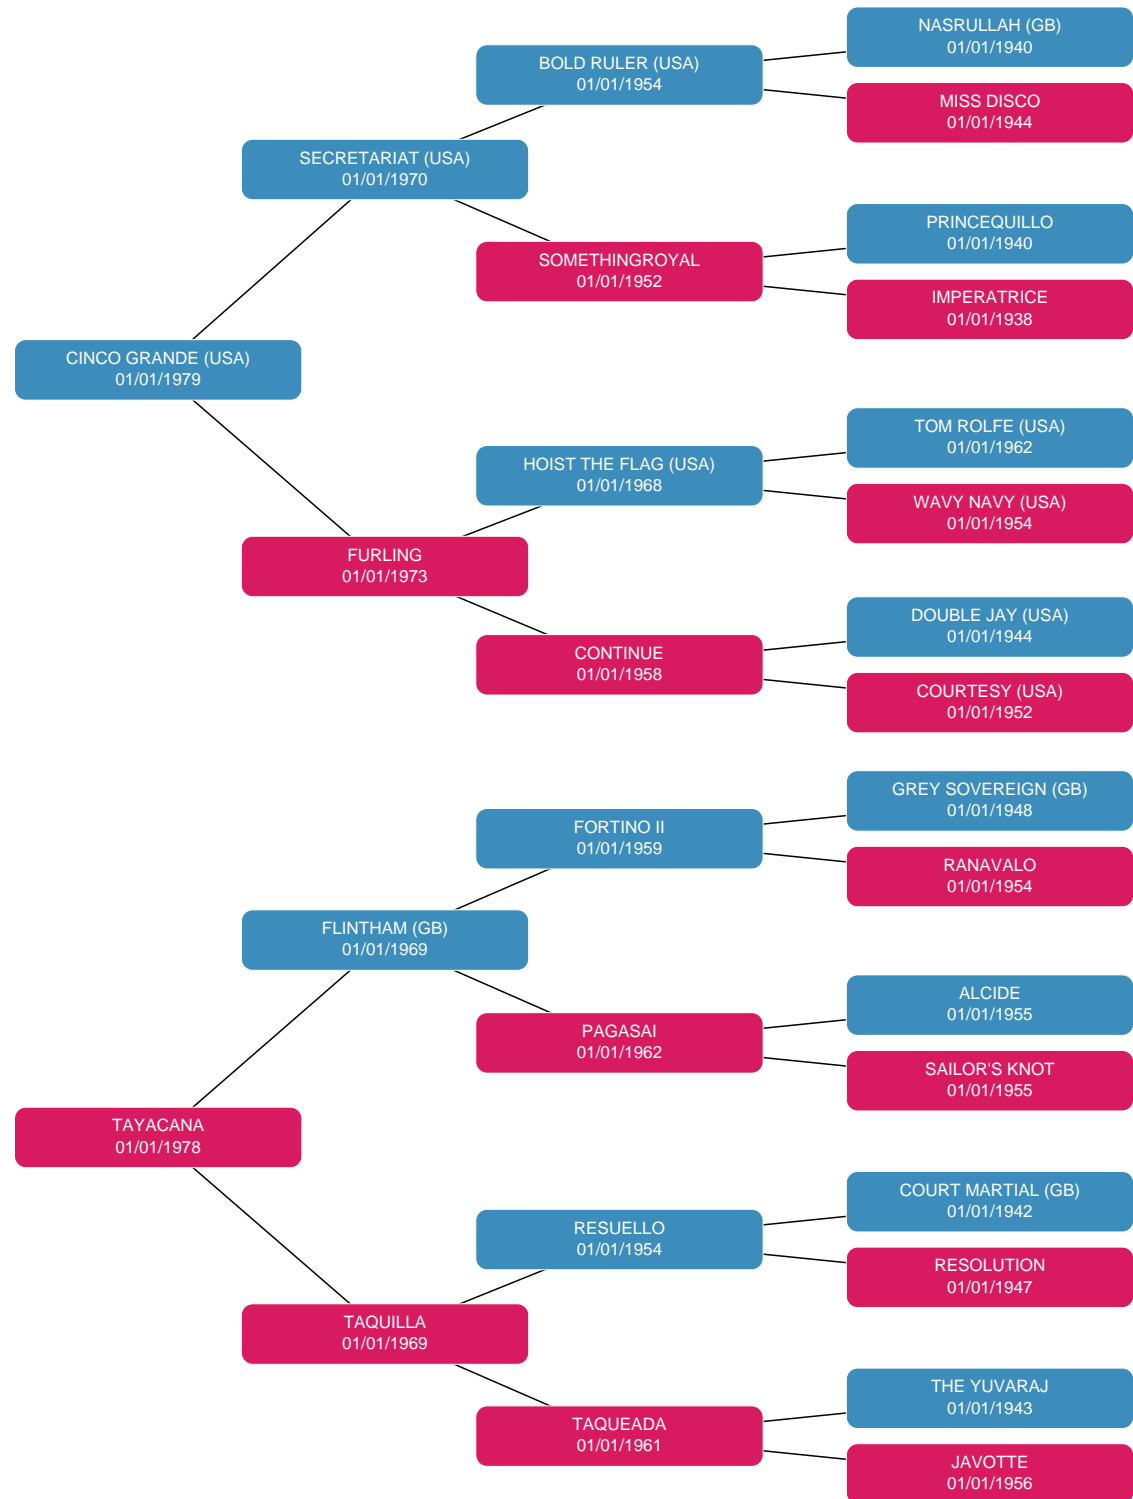 NASRULLAH (GB)
01/01/1940
BOLD RULER (USA)
01/01/1954
MISS DISCO
01/01/1944
SECRETARIAT (USA)
01/01/1970
PRINCEQUILLO
01/01/1940
SOMETHINGROYAL
01/01/1952
IMPERATRICE
01/01/1938
CINCO GRANDE (USA)
01/01/1979
TOM ROLFE (USA)
01/01/1962
HOIST THE FLAG (USA)
01/01/1968
WAVY NAVY (USA)
01/01/1954
FURLING
01/01/1973
DOUBLE JAY (USA)
01/01/1944
CONTINUE
01/01/1958
COURTESY (USA)
01/01/1952
GREY SOVEREIGN (GB)
01/01/1948
FORTINO II
01/01/1959
RANAVALO
01/01/1954
FLINTHAM (GB)
01/01/1969
ALCIDE
01/01/1955
PAGASAI
01/01/1962
SAILOR'S KNOT
01/01/1955
TAYACANA
01/01/1978
COURT MARTIAL (GB)
01/01/1942
RESUELLO
01/01/1954
RESOLUTION
01/01/1947
TAQUILLA
01/01/1969
THE YUVARAJ
01/01/1943
TAQUEADA
01/01/1961
JAVOTTE
01/01/1956